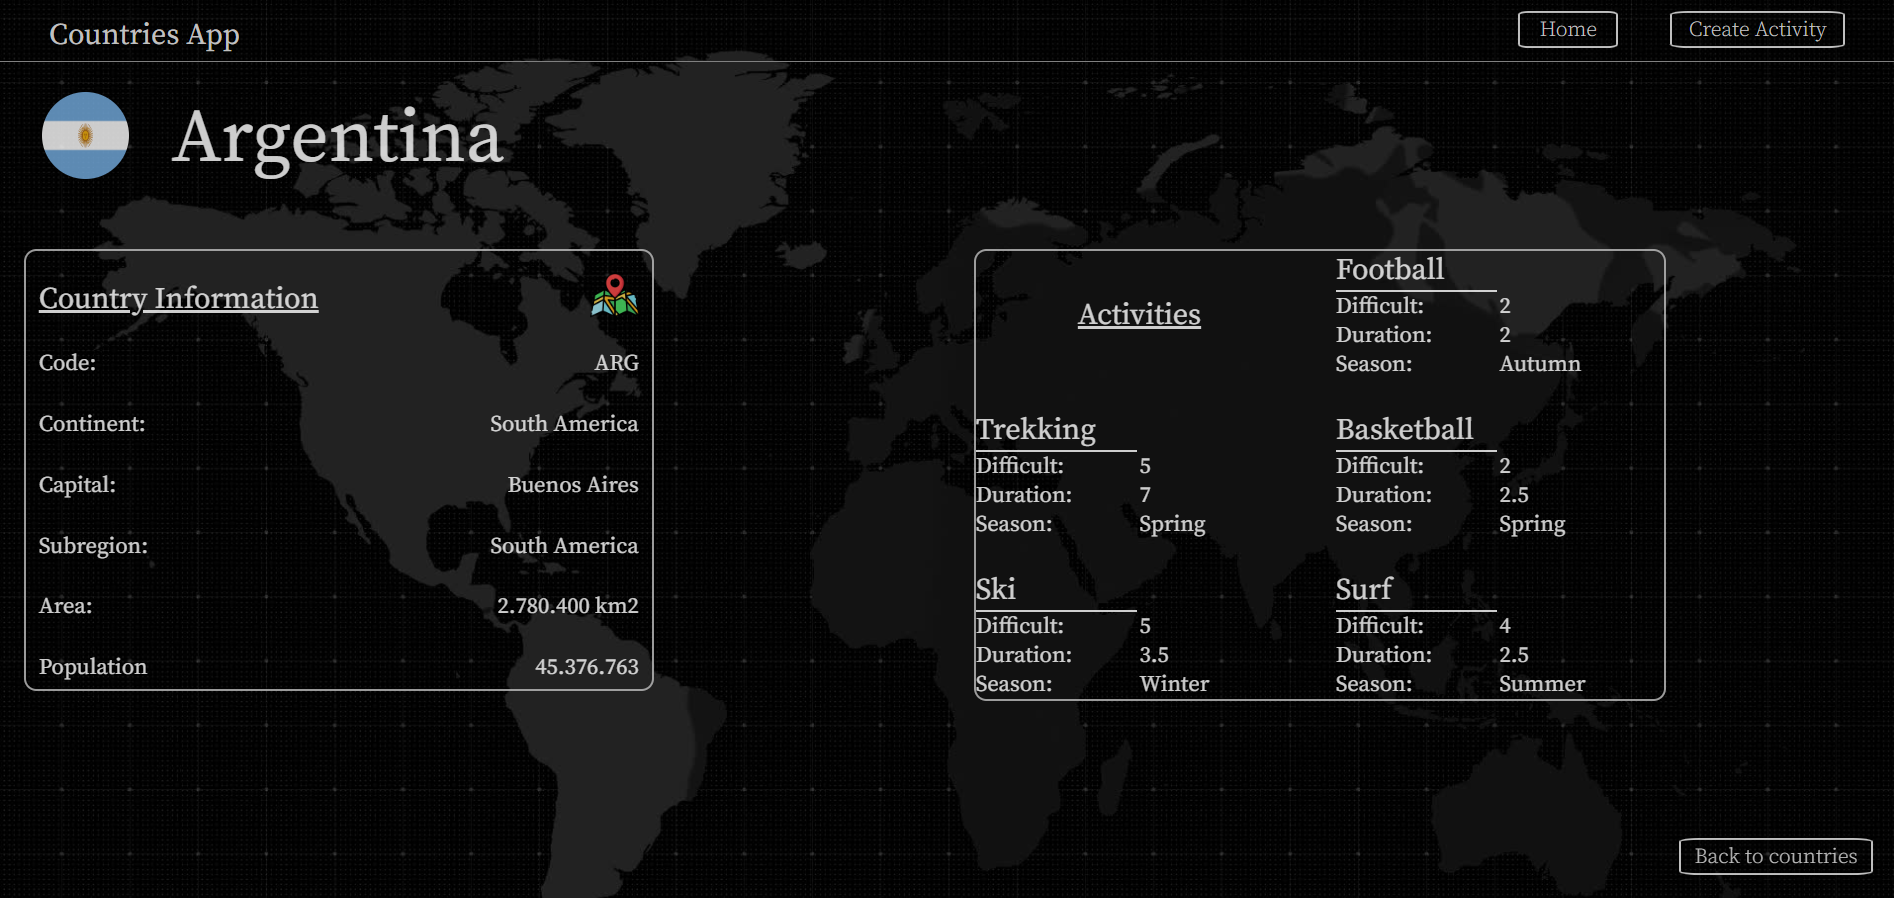 Countries App
Home
Create Activity
Argentina
Country Information
Code: ARG
Continent: South America
Capital: Buenos Aires
Subregion: South America
Area: 2.780.400 km2
Population 45.376.763
Activities
Football
Difficult: 2
Duration: 2
Season: Autumn
Trekking
Difficult: 5
Duration: 7
Season: Spring
Basketball
Difficult: 2
Duration: 2.5
Season: Spring
Ski
Difficult: 5
Duration: 3.5
Season: Winter
Surf
Difficult: 4
Duration: 2.5
Season: Summer
Back to countries